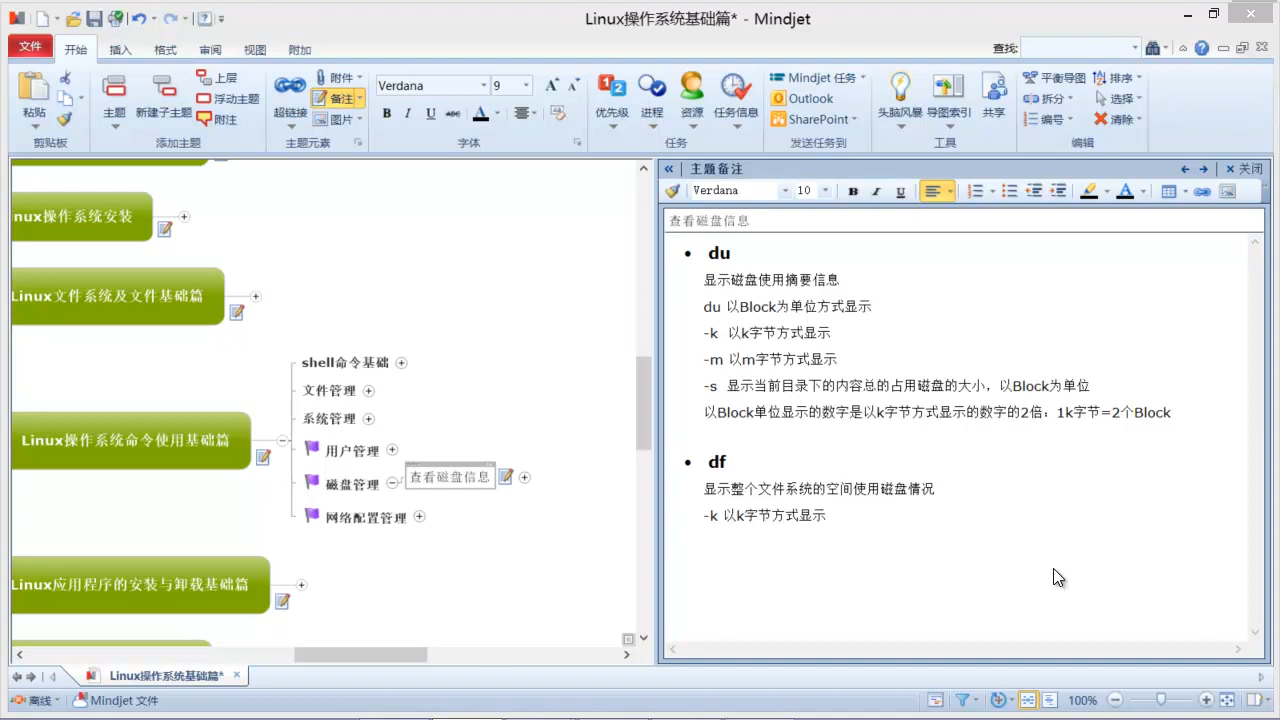 Linux操作系统基础篇* - Mindjet
文件 开始 插入 格式 审阅 视图 附加 查找:
粘贴
剪贴板
主题 新建子主题 上层 浮动主题 附注
添加主题
超链接 附件 备注 图片
主题元素
Verdana 9
B I U abc A
字体
优先级 进程 资源 任务信息
任务
Mindjet 任务
Outlook
SharePoint
发送任务到
头脑风暴 导图索引 共享
工具
平衡导图 排序
拆分 选择
编号 清除
编辑
nux操作系统安装
Linux文件系统及文件基础篇
shell命令基础
文件管理
系统管理
Linux操作系统命令使用基础篇
用户管理
磁盘管理 查看磁盘信息
网络配置管理
Linux应用程序的安装与卸载基础篇
主题备注 关闭
Verdana 10 B I U A
查看磁盘信息
• du
显示磁盘使用摘要信息
du 以Block为单位方式显示
-k 以k字节方式显示
-m 以m字节方式显示
-s 显示当前目录下的内容总的占用磁盘的大小，以Block为单位
以Block单位显示的数字是以k字节方式显示的数字的2倍：1k字节=2个Block
• df
显示整个文件系统的空间使用磁盘情况
-k 以k字节方式显示
Linux操作系统基础篇*
离线 Mindjet 文件 100%